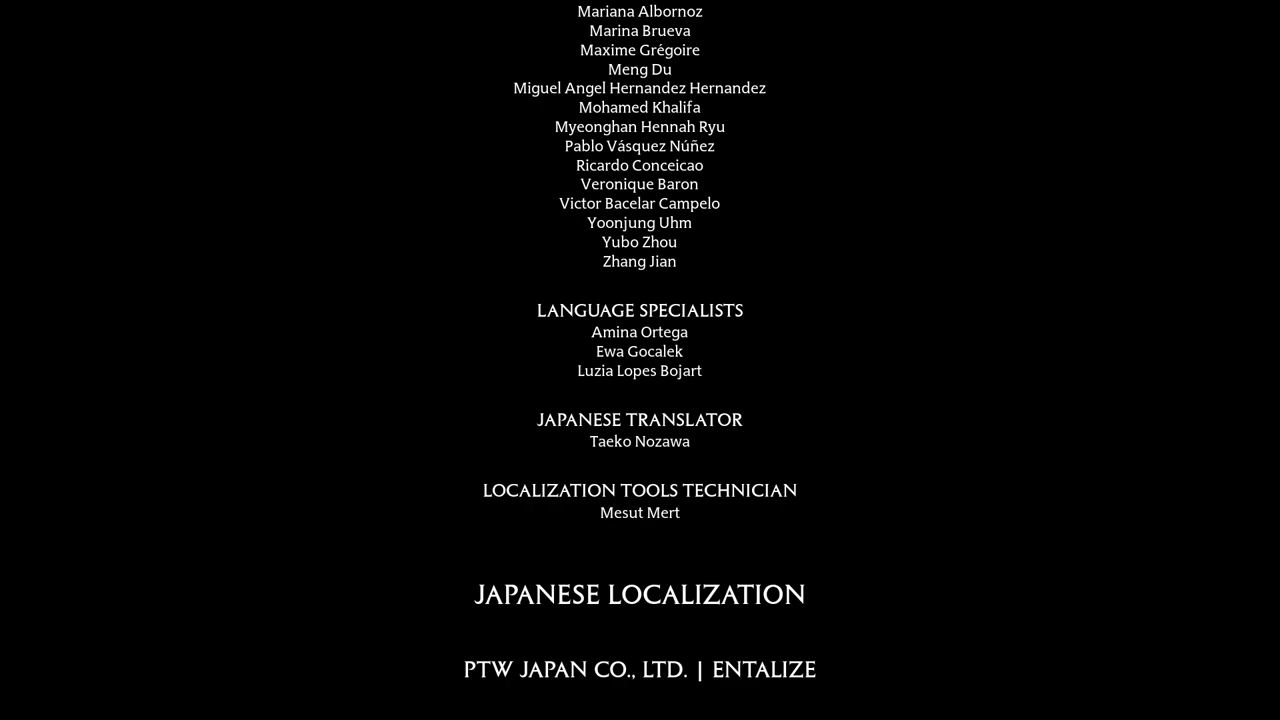 Mariana Albornoz
Marina Brueva
Maxime Grégoire
Meng Du
Miguel Angel Hernandez Hernandez
Mohamed Khalifa
Myeonghan Hennah Ryu
Pablo Vásquez Núñez
Ricardo Conceicao
Veronique Baron
Victor Bacelar Campelo
Yoonjung Uhm
Yubo Zhou
Zhang Jian
LANGUAGE SPECIALISTS
Amina Ortega
Ewa Gocalek
Luzia Lopes Bojart
JAPANESE TRANSLATOR
Taeko Nozawa
LOCALIZATION TOOLS TECHNICIAN
Mesut Mert
JAPANESE LOCALIZATION
PTW JAPAN CO., LTD. | ENTALIZE